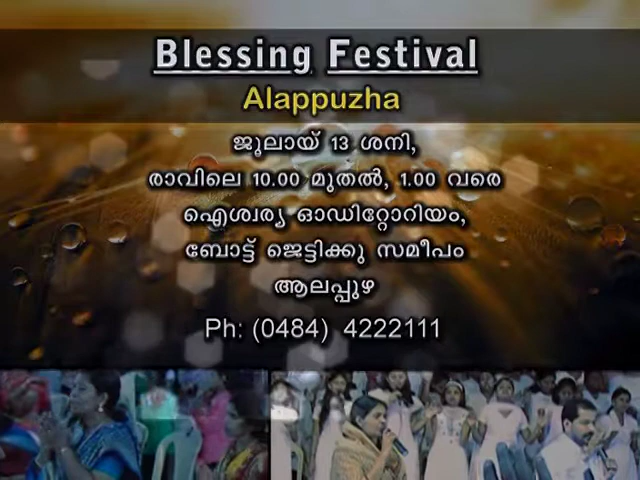 Blessing Festival
Alappuzha
ജൂലായ് 13 ശനി,
രാവിലെ 10.00 മുതൽ, 1.00 വരെ
ഐശ്വര്യ ഓഡിറ്റോറിയം,
ബോട്ട് ജെട്ടിക്കു സമീപം
ആലപ്പുഴ
Ph: (0484) 4222111